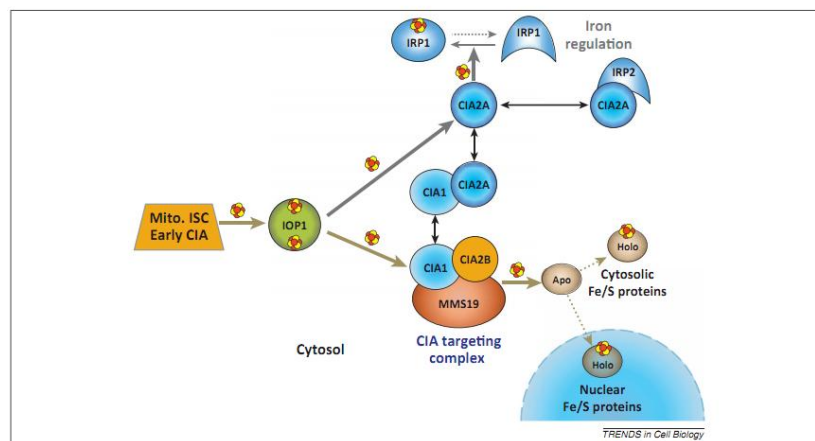 IRP1
IRP1
Iron
regulation
IRP2
CIA2A
CIA2A
CIA1
CIA2A
Mito. ISC
Early CIA
IOP1
CIA1
CIA2B
MMS19
Apo
Holo
Cytosolic
Fe/S proteins
Cytosol
CIA targeting
complex
Holo
Nuclear
Fe/S proteins
TRENDS in Cell Biology